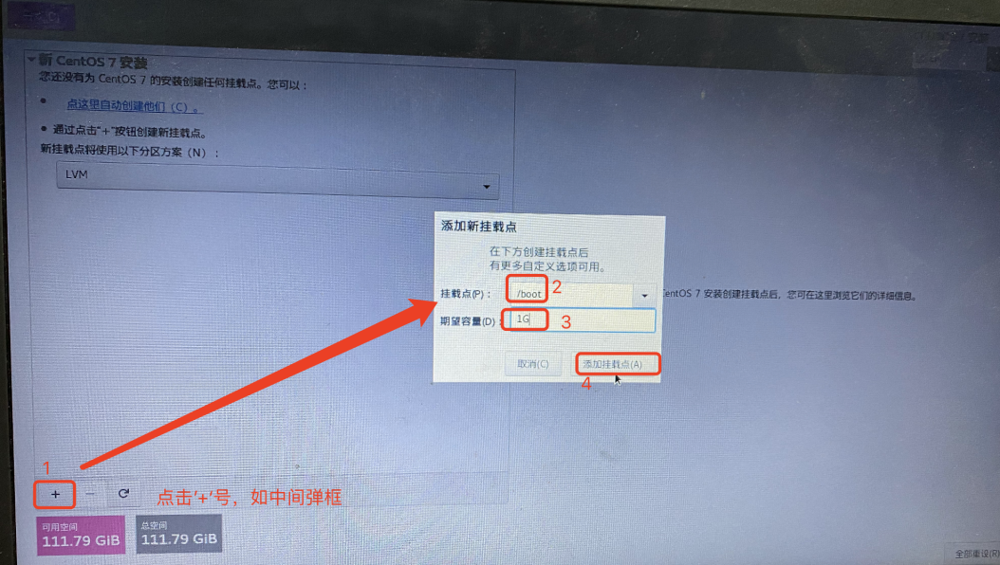 新 CentOS 7 安装
您还没有为 CentOS 7 的安装创建任何挂载点。您可以：
点这里自动创建他们（C）。
通过点击“+”按钮创建新挂载点。
新挂载点将使用以下分区方案（N）：
LVM
添加新挂载点
在下方创建挂载点后
有更多自定义选项可用。
挂载点(P)： /boot 2
期望容量(D)： 1G 3
取消(C) 添加挂载点(A)
4
entOS 7 安装创建挂载点后，您可在这里浏览它们的详细信息。
1
+ −
点击'+'号，如中间弹框
可用空间
111.79 GiB
总空间
111.79 GiB
全部重设(R)